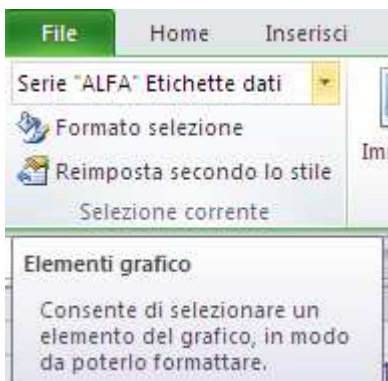 File Home Inserisci
Serie "ALFA" Etichette dati
Formato selezione
Reimposta secondo lo stile
Selezione corrente
Elementi grafico
Consente di selezionare un
elemento del grafico, in modo
da poterlo formattare.